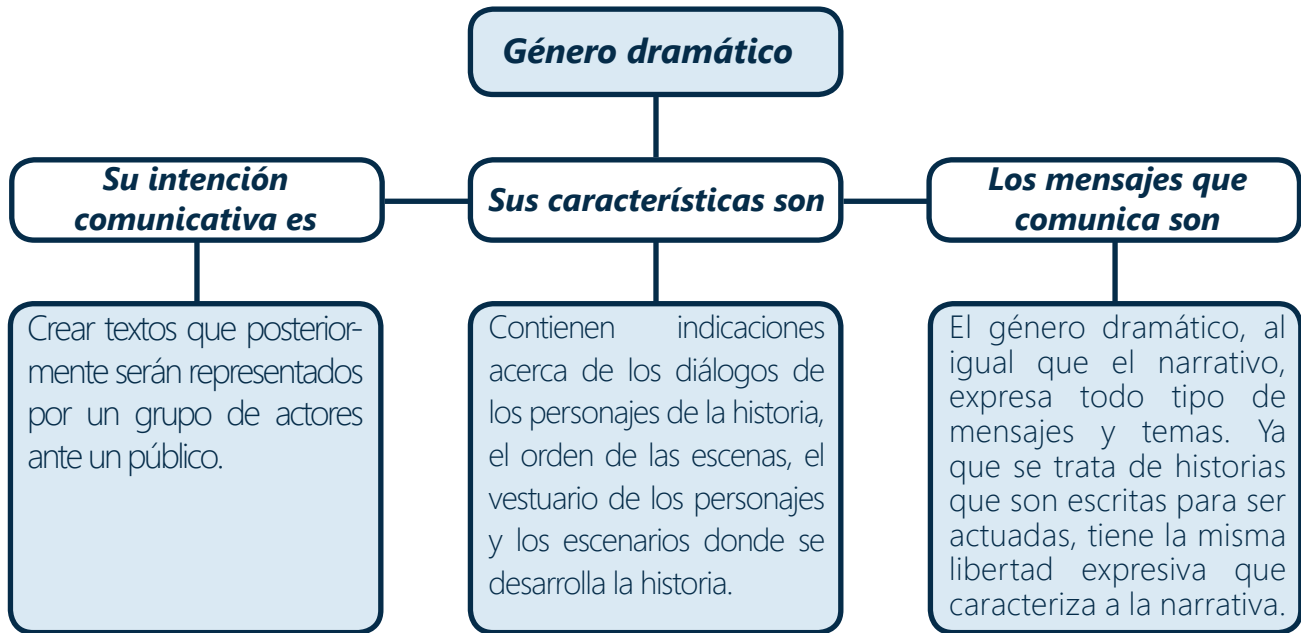 Género dramático
Su intención
comunicativa es
Sus características son
Los mensajes que
comunica son
Crear textos que posterior-
mente serán representados
por un grupo de actores
ante un público.
Contienen indicaciones
acerca de los diálogos de
los personajes de la historia,
el orden de las escenas, el
vestuario de los personajes
y los escenarios donde se
desarrolla la historia.
El género dramático, al
igual que el narrativo,
expresa todo tipo de
mensajes y temas. Ya
que se trata de historias
que son escritas para ser
actuadas, tiene la misma
libertad expresiva que
caracteriza a la narrativa.